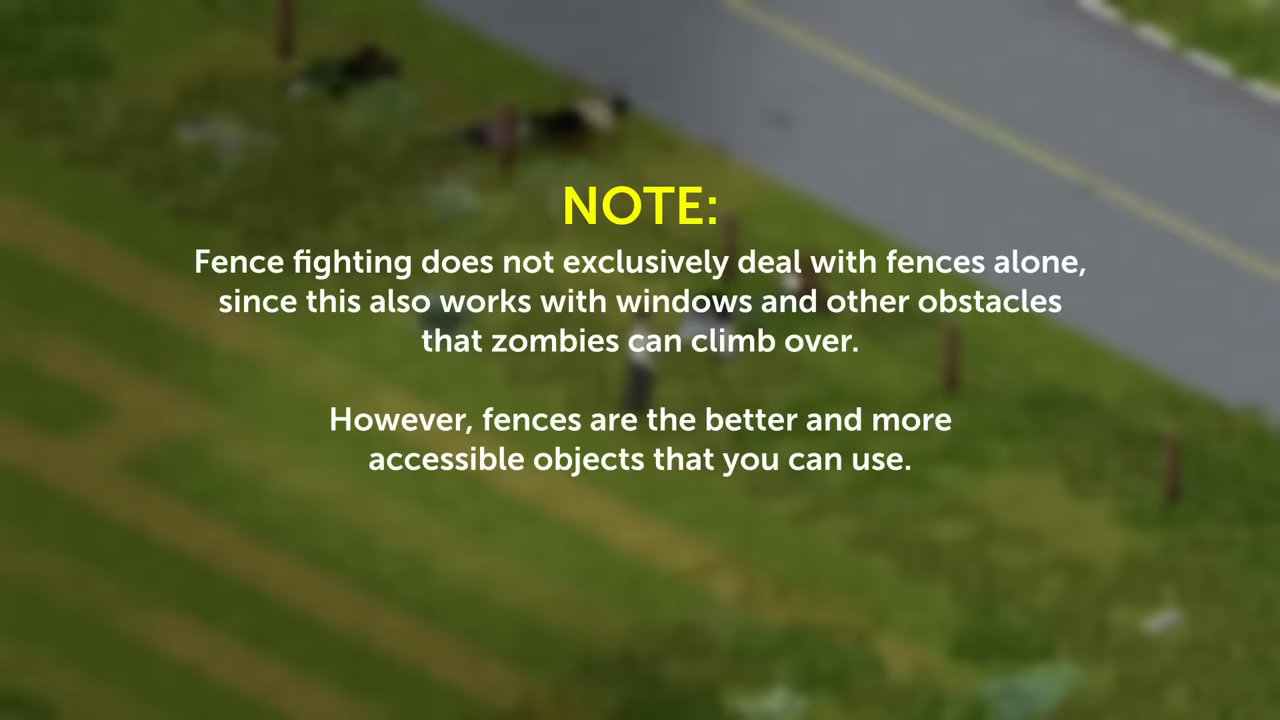 NOTE:
Fence fighting does not exclusively deal with fences alone,
since this also works with windows and other obstacles
that zombies can climb over.
However, fences are the better and more
accessible objects that you can use.